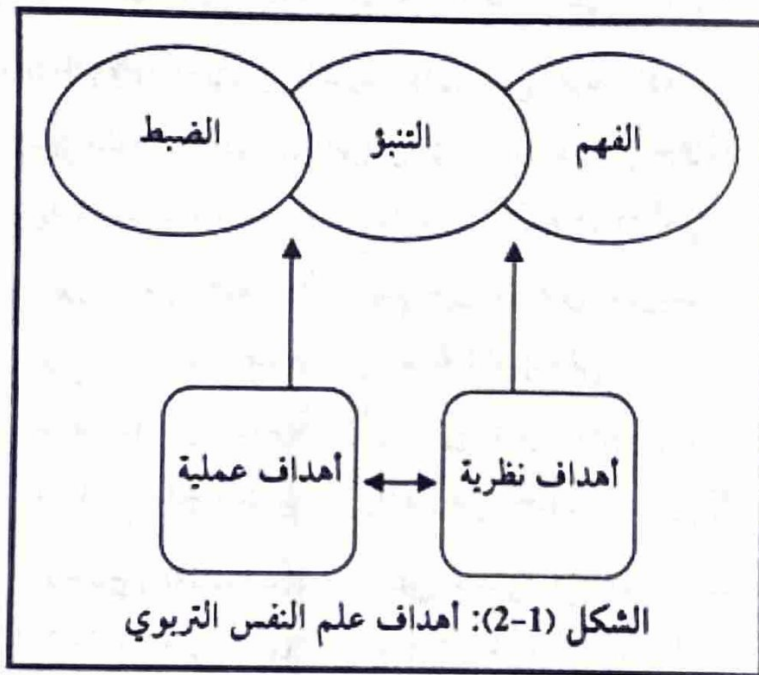 الفهم
التنبؤ
الضبط
أهداف نظرية
أهداف عملية
الشكل (1-2): أهداف علم النفس التربوي